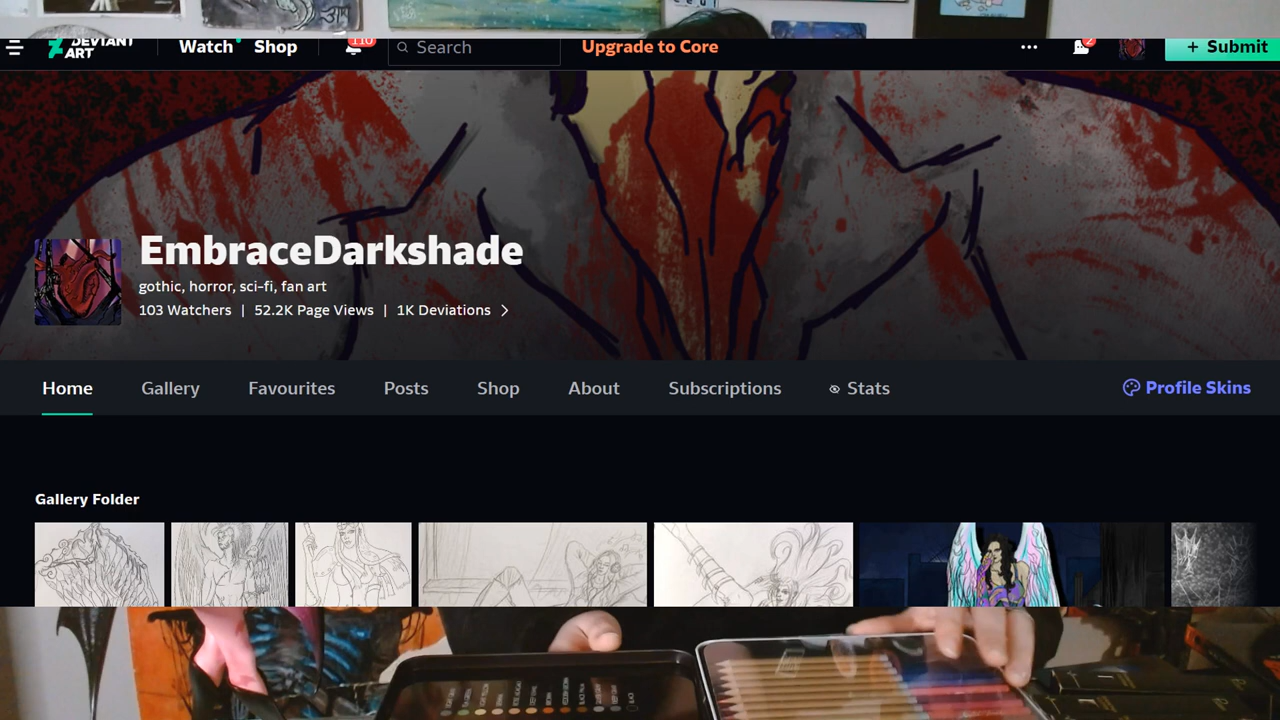 DEVIANT
ART
Watch
Shop
110
Search
Upgrade to Core
2
+ Submit
EmbraceDarkshade
gothic, horror, sci-fi, fan art
103 Watchers | 52.2K Page Views | 1K Deviations
Home
Gallery
Favourites
Posts
Shop
About
Subscriptions
Stats
Profile Skins
Gallery Folder